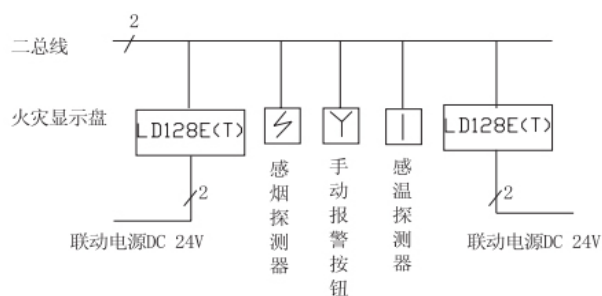 2
二总线
火灾显示盘
LD128E(T)
LD128E(T)
感烟探测器
手动报警按钮
感温探测器
2
2
联动电源DC 24V
联动电源DC 24V